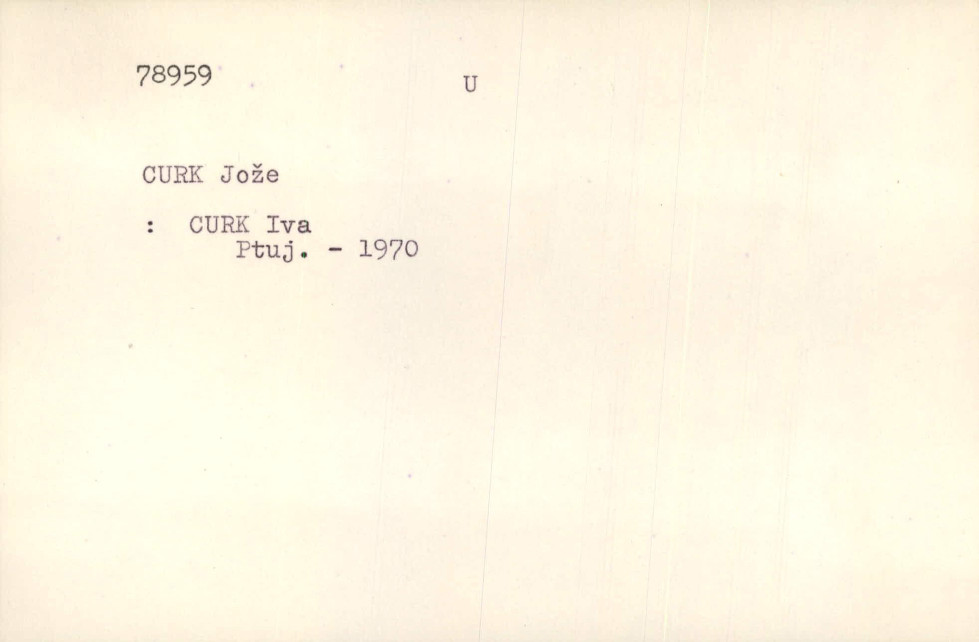 78959 U
CURK Jože
: CURK Iva
Ptuj. - 1970